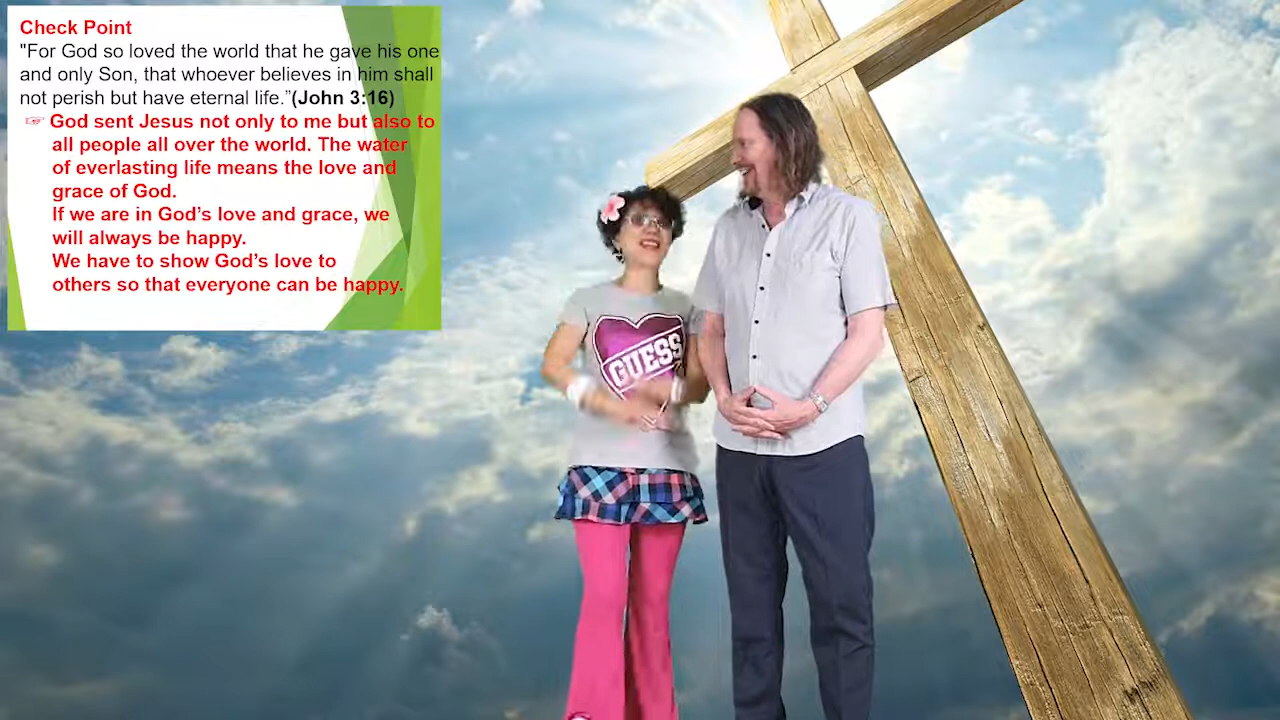 Check Point
"For God so loved the world that he gave his one
and only Son, that whoever believes in him shall
not perish but have eternal life.”(John 3:16)
☞ God sent Jesus not only to me but also to
all people all over the world. The water
of everlasting life means the love and
grace of God.
If we are in God’s love and grace, we
will always be happy.
We have to show God’s love to
others so that everyone can be happy.
GUESS